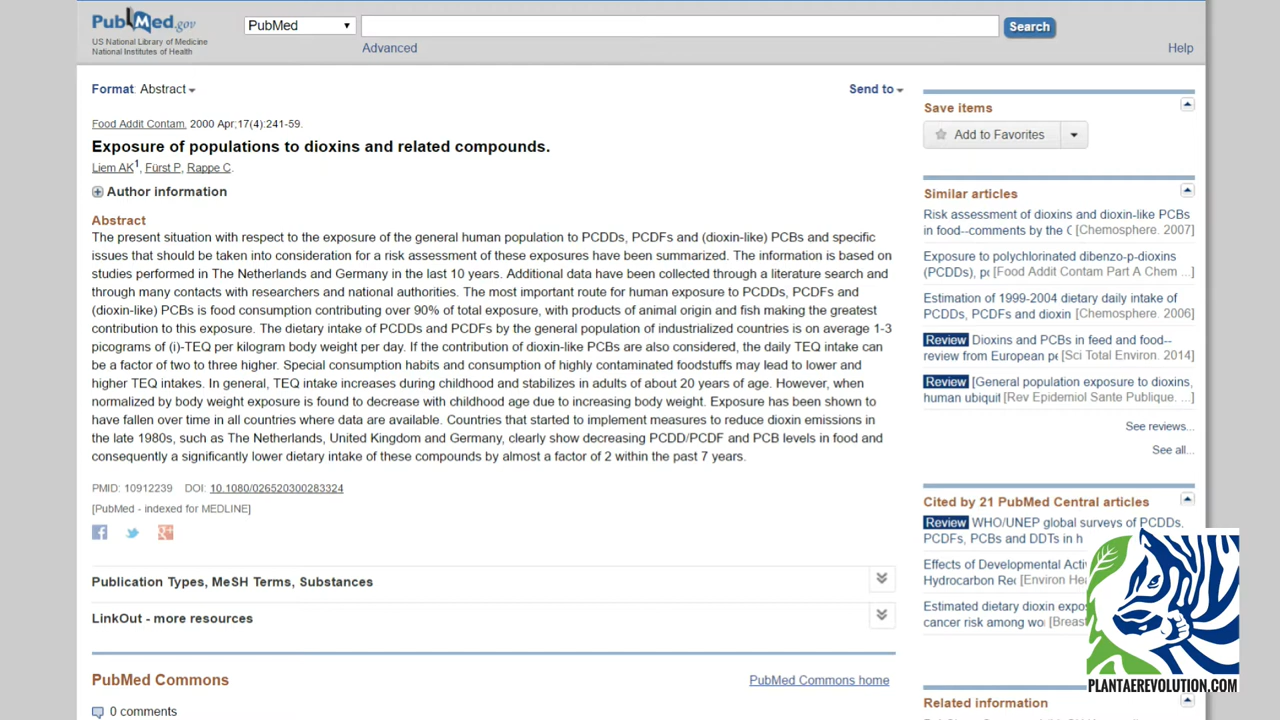 PubMed.gov
US National Library of Medicine
National Institutes of Health
PubMed
Search
Advanced
Help
Format: Abstract
Send to
Food Addit Contam. 2000 Apr;17(4):241-59.
Exposure of populations to dioxins and related compounds.
Liem AK1, Fürst P, Rappe C.
Author information
Abstract
The present situation with respect to the exposure of the general human population to PCDDs, PCDFs and (dioxin-like) PCBs and specific
issues that should be taken into consideration for a risk assessment of these exposures have been summarized. The information is based on
studies performed in The Netherlands and Germany in the last 10 years. Additional data have been collected through a literature search and
through many contacts with researchers and national authorities. The most important route for human exposure to PCDDs, PCDFs and
(dioxin-like) PCBs is food consumption contributing over 90% of total exposure, with products of animal origin and fish making the greatest
contribution to this exposure. The dietary intake of PCDDs and PCDFs by the general population of industrialized countries is on average 1-3
picograms of (i)-TEQ per kilogram body weight per day. If the contribution of dioxin-like PCBs are also considered, the daily TEQ intake can
be a factor of two to three higher. Special consumption habits and consumption of highly contaminated foodstuffs may lead to lower and
higher TEQ intakes. In general, TEQ intake increases during childhood and stabilizes in adults of about 20 years of age. However, when
normalized by body weight exposure is found to decrease with childhood age due to increasing body weight. Exposure has been shown to
have fallen over time in all countries where data are available. Countries that started to implement measures to reduce dioxin emissions in
the late 1980s, such as The Netherlands, United Kingdom and Germany, clearly show decreasing PCDD/PCDF and PCB levels in food and
consequently a significantly lower dietary intake of these compounds by almost a factor of 2 within the past 7 years.
PMID: 10912239 DOI: 10.1080/026520300283324
[PubMed - indexed for MEDLINE]
Publication Types, MeSH Terms, Substances
LinkOut - more resources
PubMed Commons
PubMed Commons home
0 comments
Save items
Add to Favorites
Similar articles
Risk assessment of dioxins and dioxin-like PCBs
in food--comments by the [Chemosphere. 2007]
Exposure to polychlorinated dibenzo-p-dioxins
(PCDDs), [Food Addit Contam Part A Chem ...]
Estimation of 1999-2004 dietary daily intake of
PCDDs, PCDFs and dioxin [Chemosphere. 2006]
Review Dioxins and PCBs in feed and food--
review from European [Sci Total Environ. 2014]
Review [General population exposure to dioxins,
human [Rev Epidemiol Sante Publique. ...]
See reviews...
See all...
Cited by 21 PubMed Central articles
Review WHO/UNEP global surveys of PCDDs,
PCDFs, PCBs and DDTs in
Effects of Developmental
Hydrocarbon [Environ
Estimated dietary dioxin
cancer risk among
Related information
PLANTAEREVOLUTION.COM